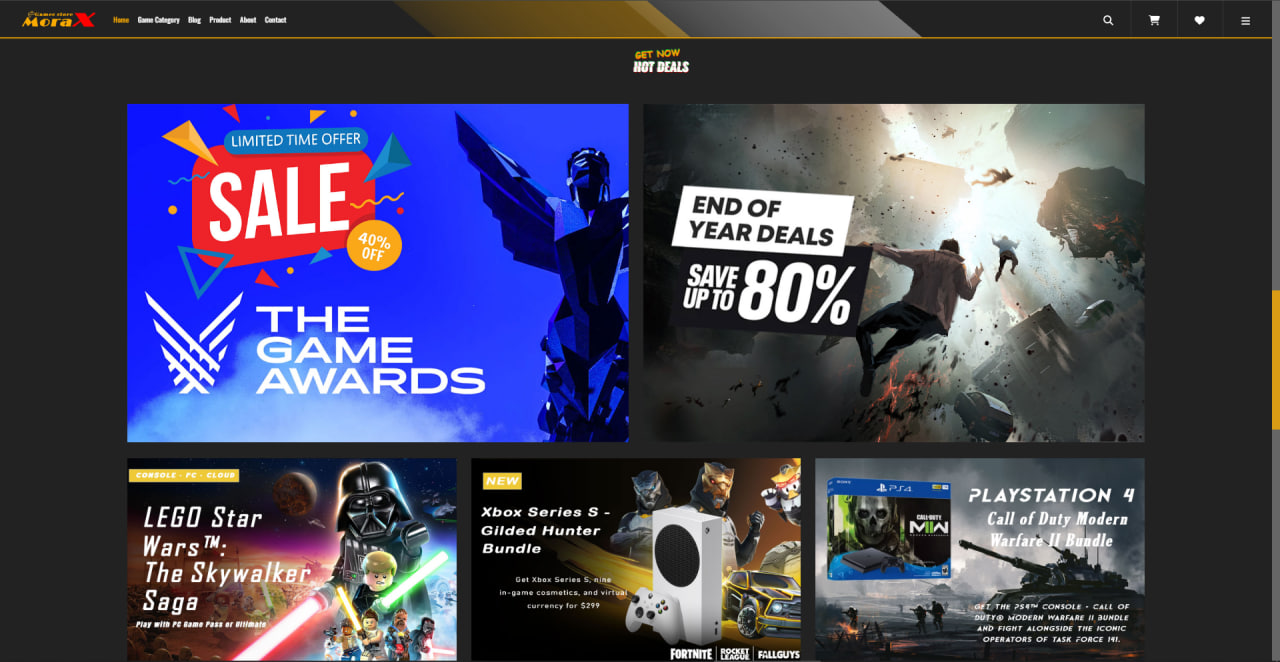 Games store
MoraX
Home Game Category Blog Product About Contact
GET NOW
HOT DEALS
LIMITED TIME OFFER
SALE
40%
OFF
THE
GAME
AWARDS
END OF
YEAR DEALS
SAVE
UP TO
80%
CONSOLE - PC - CLOUD
LEGO Star
Wars™:
The Skywalker
Saga
Play with PC Game Pass or Ultimate
NEW
Xbox Series S -
Gilded Hunter
Bundle
Get Xbox Series S, nine
in-game cosmetics, and virtual
currency for $299
FORTNITE
ROCKET
LEAGUE
FALLGUYS
SONY
PS4
CALL OF DUTY
MWII
PLAYSTATION 4
Call of Duty Modern
Warfare II Bundle
GET THE PS4™ CONSOLE - CALL OF
DUTY® MODERN WARFARE II BUNDLE
AND FIGHT ALONGSIDE THE ICONIC
OPERATORS OF TASK FORCE 141.